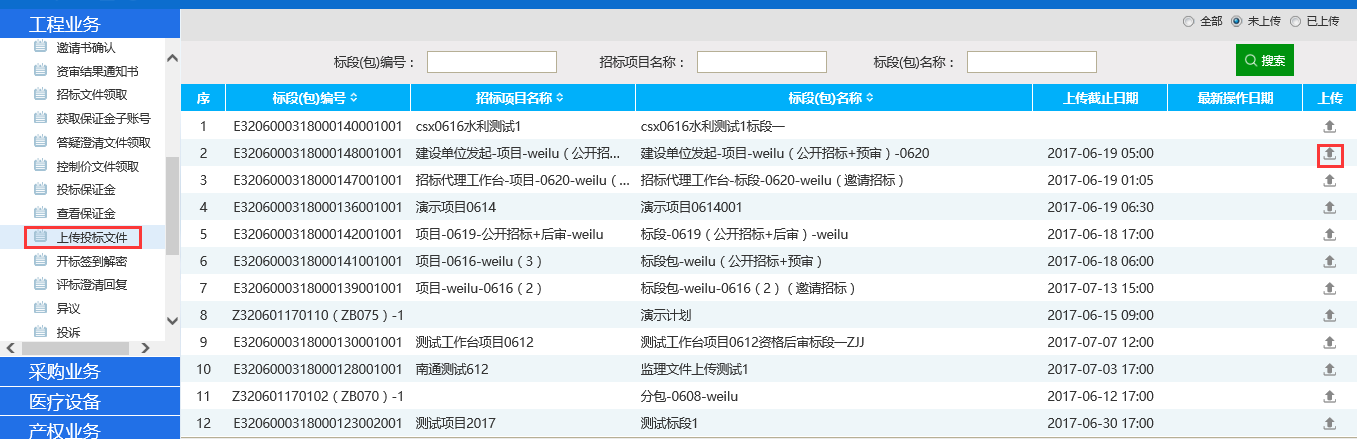 工程业务
邀请书确认
资审结果通知书
招标文件领取
获取保证金子账号
答疑澄清文件领取
控制价文件领取
投标保证金
查看保证金
上传投标文件
开标签到解密
评标澄清回复
异议
投诉
采购业务
医疗设备
产权业务
全部 未上传 已上传
标段(包)编号： 招标项目名称： 标段(包)名称： 搜索
序 标段(包)编号 招标项目名称 标段(包)名称 上传截止日期 最新操作日期 上传
1 E3206000318000140001001 csx0616水利测试1 csx0616水利测试1标段一
2 E3206000318000148001001 建设单位发起-项目-weilu（公开招... 建设单位发起-项目-weilu（公开招标+预审）-0620 2017-06-19 05:00
3 E3206000318000147001001 招标代理工作台-项目-0620-weilu（... 招标代理工作台-标段-0620-weilu（邀请招标） 2017-06-19 01:05
4 E3206000318000136001001 演示项目0614 演示项目0614001 2017-06-19 06:30
5 E3206000318000142001001 项目-0619-公开招标+后审-weilu 标段-0619（公开招标+后审）-weilu 2017-06-18 17:00
6 E3206000318000141001001 项目-0616-weilu（3） 标段包-weilu（公开招标+预审） 2017-06-18 06:00
7 E3206000318000139001001 项目-weilu-0616（2） 标段包-weilu-0616（2）（邀请招标） 2017-07-13 15:00
8 Z320601170110（ZB075）-1 演示计划 2017-06-15 09:00
9 E3206000318000130001001 测试工作台项目0612 测试工作台项目0612资格后审标段一ZJJ 2017-07-07 12:00
10 E3206000318000128001001 南通测试612 监理文件上传测试1 2017-07-03 17:00
11 Z320601170102（ZB070）-1 分包-0608-weilu 2017-06-12 17:00
12 E3206000318000123002001 测试项目2017 测试标段1 2017-06-30 17:00